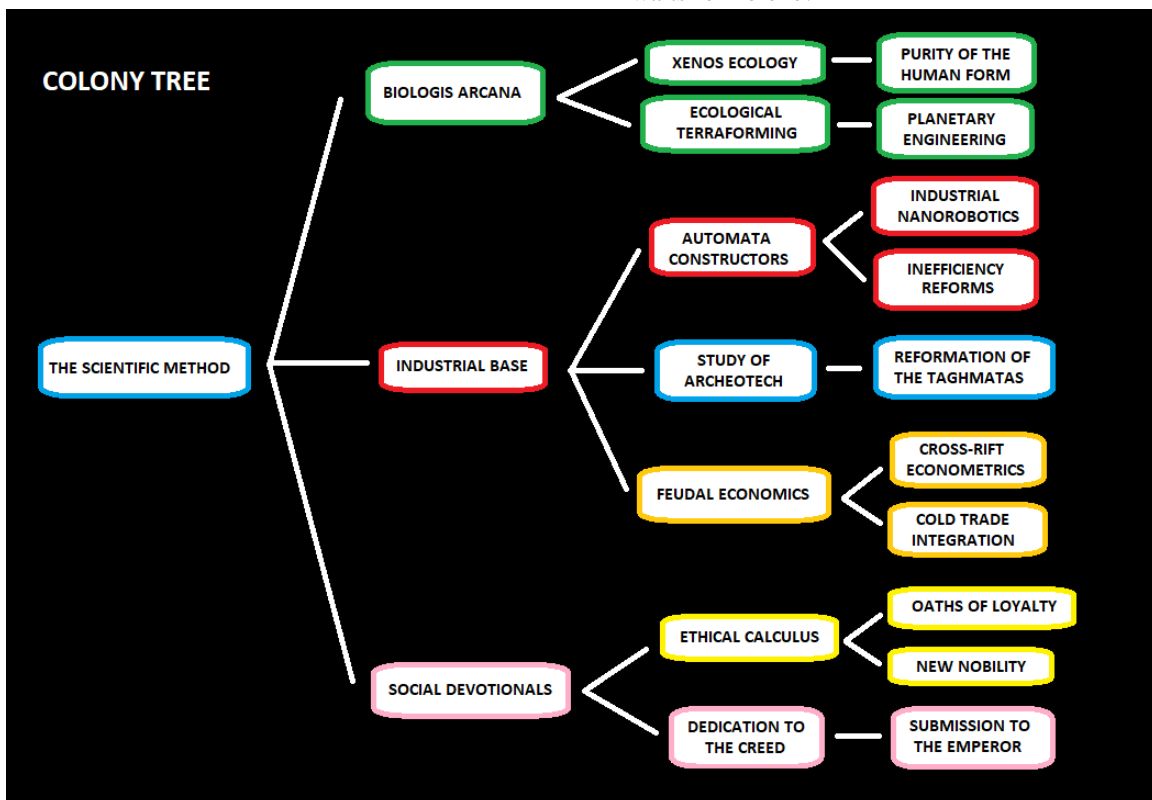 COLONY TREE
BIOLOGIS ARCANA
XENOS ECOLOGY
PURITY OF THE
HUMAN FORM
ECOLOGICAL
TERRAFORMING
PLANETARY
ENGINEERING
THE SCIENTIFIC METHOD
INDUSTRIAL BASE
AUTOMATA
CONSTRUCTORS
INDUSTRIAL
NANOROBOTICS
INEFFICIENCY
REFORMS
STUDY OF
ARCHEOTECH
REFORMATION OF
THE TAGHMATAS
FEUDAL ECONOMICS
CROSS-RIFT
ECONOMETRICS
COLD TRADE
INTEGRATION
SOCIAL DEVOTIONALS
ETHICAL CALCULUS
OATHS OF LOYALTY
NEW NOBILITY
DEDICATION TO
THE CREED
SUBMISSION TO
THE EMPEROR